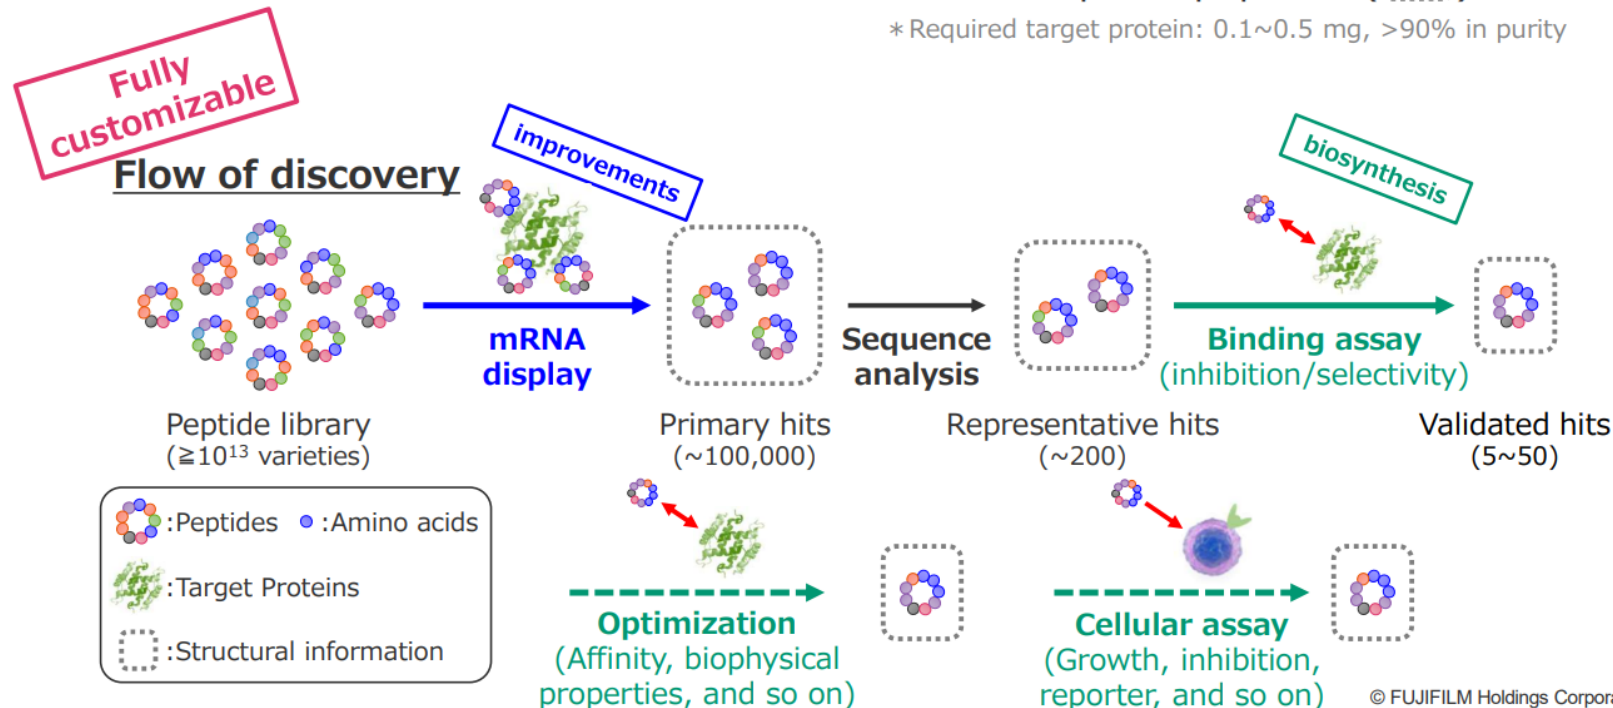 *Required target protein: 0.1~0.5 mg, >90% in purity
Fully
customizable
Flow of discovery
improvements
biosynthesis
mRNA
display
Sequence
analysis
Binding assay
(inhibition/selectivity)
Peptide library
(≧10¹³ varieties)
Primary hits
(~100,000)
Representative hits
(~200)
Validated hits
(5~50)
:Peptides
:Amino acids
:Target Proteins
:Structural information
Optimization
(Affinity, biophysical
properties, and so on)
Cellular assay
(Growth, inhibition,
reporter, and so on)
© FUJIFILM Holdings Corpora